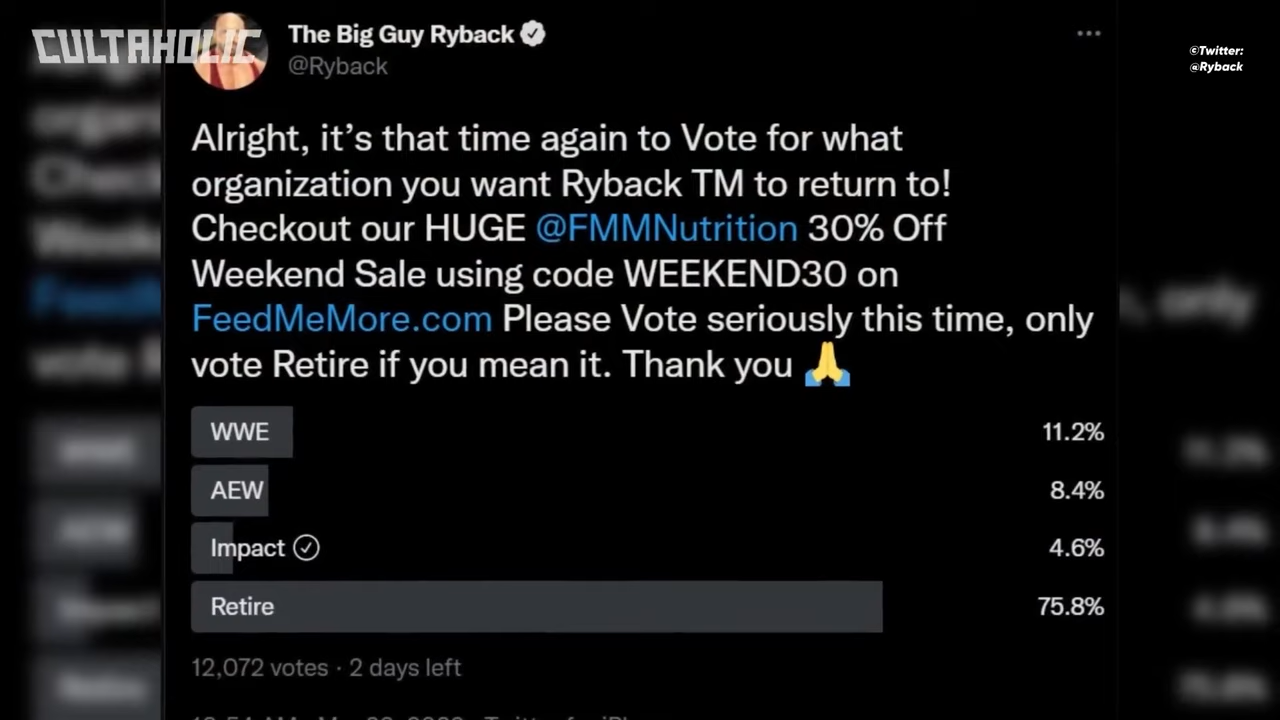 CULTAHOLIC
The Big Guy Ryback
@Ryback
©Twitter:
@Ryback
Alright, it's that time again to Vote for what
organization you want Ryback TM to return to!
Checkout our HUGE @FMMNutrition 30% Off
Weekend Sale using code WEEKEND30 on
FeedMeMore.com Please Vote seriously this time, only
vote Retire if you mean it. Thank you 🙏
WWE 11.2%
AEW 8.4%
Impact 4.6%
Retire 75.8%
12,072 votes · 2 days left